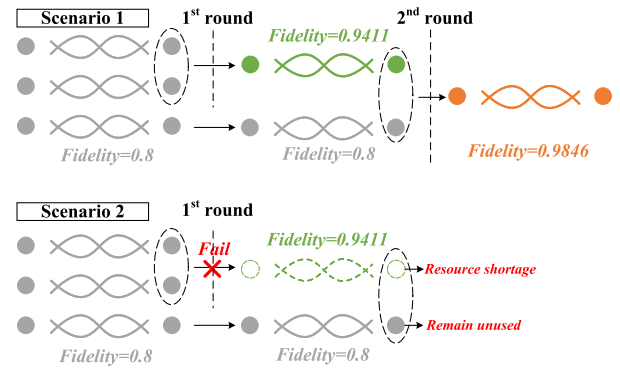 Scenario 1
1st round
2nd round
Fidelity=0.9411
Fidelity=0.8
Fidelity=0.8
Fidelity=0.9846
Scenario 2
1st round
Fail
Fidelity=0.9411
Resource shortage
Remain unused
Fidelity=0.8
Fidelity=0.8